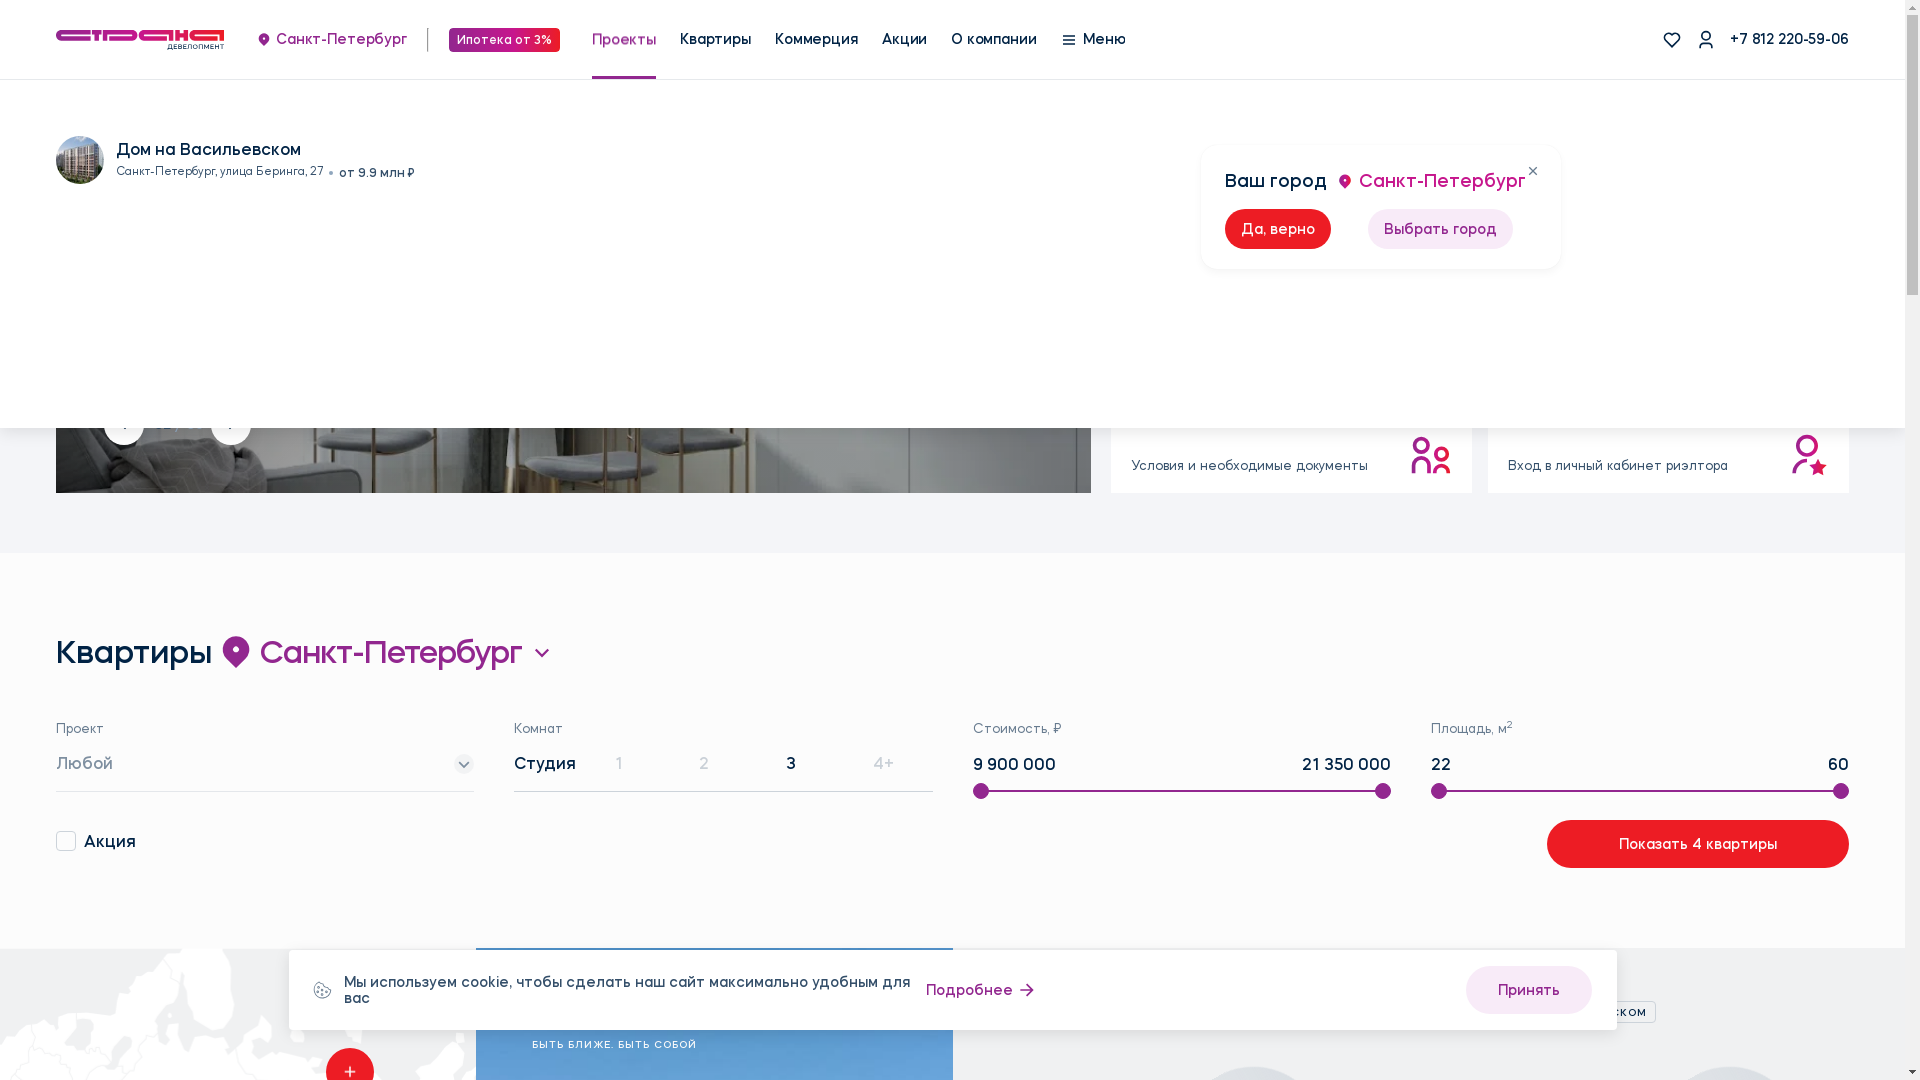 страна
ДЕВЕЛОПМЕНТ
Санкт-Петербург
Ипотека от 3%
Проекты
Квартиры
Коммерция
Акции
О компании
Меню
+7 812 220-59-06
Дом на Васильевском
Санкт-Петербург, улица Беринга, 27 • от 9.9 млн ₽
Ваш город Санкт-Петербург
Да, верно
Выбрать город
Условия и необходимые документы
Вход в личный кабинет риэлтора
Квартиры Санкт-Петербург
Проект
Любой
Комнат
Студия 1 2 3 4+
Стоимость, ₽
9 900 000 21 350 000
Площадь, м²
22 60
Акция
Показать 4 квартиры
Мы используем cookie, чтобы сделать наш сайт максимально удобным для
вас
Подробнее
Принять
БЫТЬ БЛИЖЕ. БЫТЬ СОБОЙ